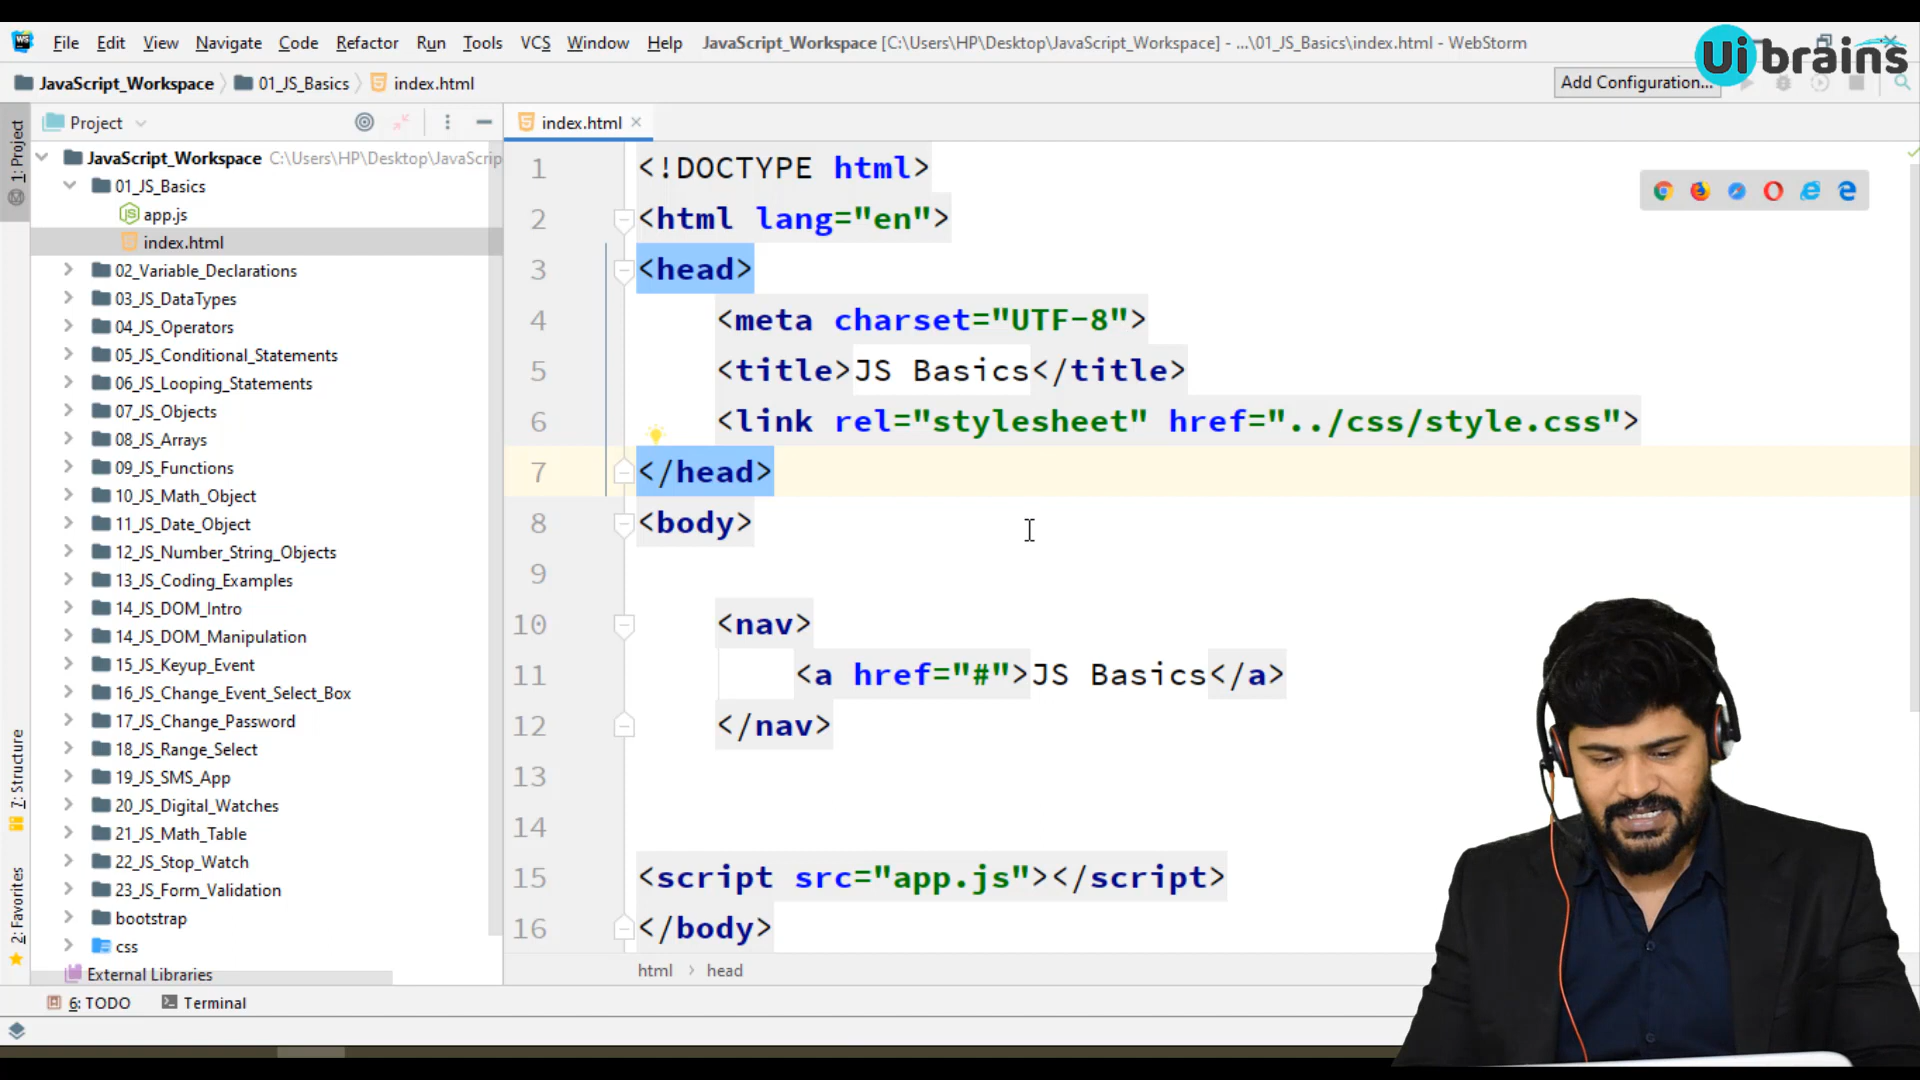 File Edit View Navigate Code Refactor Run Tools VCS Window Help JavaScript_Workspace [C:\Users\HP\Desktop\JavaScript_Workspace] - ...\01_JS_Basics\index.html - WebStorm
Ui brains
JavaScript_Workspace 01_JS_Basics index.html
Add Configuration...
1: Project
7: Structure
2: Favorites
Project
JavaScript_Workspace C:\Users\HP\Desktop\JavaScrip
01_JS_Basics
app.js
index.html
02_Variable_Declarations
03_JS_DataTypes
04_JS_Operators
05_JS_Conditional_Statements
06_JS_Looping_Statements
07_JS_Objects
08_JS_Arrays
09_JS_Functions
10_JS_Math_Object
11_JS_Date_Object
12_JS_Number_String_Objects
13_JS_Coding_Examples
14_JS_DOM_Intro
14_JS_DOM_Manipulation
15_JS_Keyup_Event
16_JS_Change_Event_Select_Box
17_JS_Change_Password
18_JS_Range_Select
19_JS_SMS_App
20_JS_Digital_Watches
21_JS_Math_Table
22_JS_Stop_Watch
23_JS_Form_Validation
bootstrap
css
External Libraries
index.html
1 <!DOCTYPE html>
2 <html lang="en">
3 <head>
4 <meta charset="UTF-8">
5 <title>JS Basics</title>
6 <link rel="stylesheet" href="../css/style.css">
7 </head>
8 <body>
9
10 <nav>
11 <a href="#">JS Basics</a>
12 </nav>
13
14
15 <script src="app.js"></script>
16 </body>
html › head
6: TODO Terminal